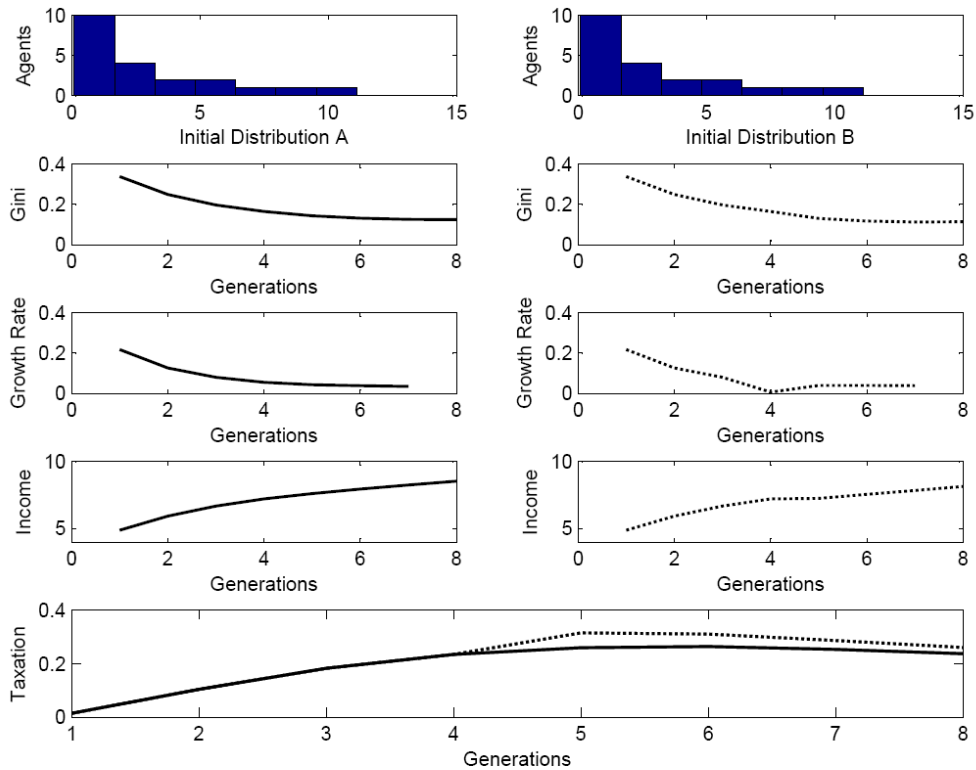 10
5
0
Agents
0 5 10 15
Initial Distribution A
10
5
0
Agents
0 5 10 15
Initial Distribution B
0.4
0.2
0
Gini
0 2 4 6 8
Generations
0.4
0.2
0
Gini
0 2 4 6 8
Generations
0.4
0.2
0
Growth Rate
0 2 4 6 8
Generations
0.4
0.2
0
Growth Rate
0 2 4 6 8
Generations
10
5
Income
0 2 4 6 8
Generations
10
5
Income
0 2 4 6 8
Generations
0.4
0.2
0
Taxation
1 2 3 4 5 6 7 8
Generations